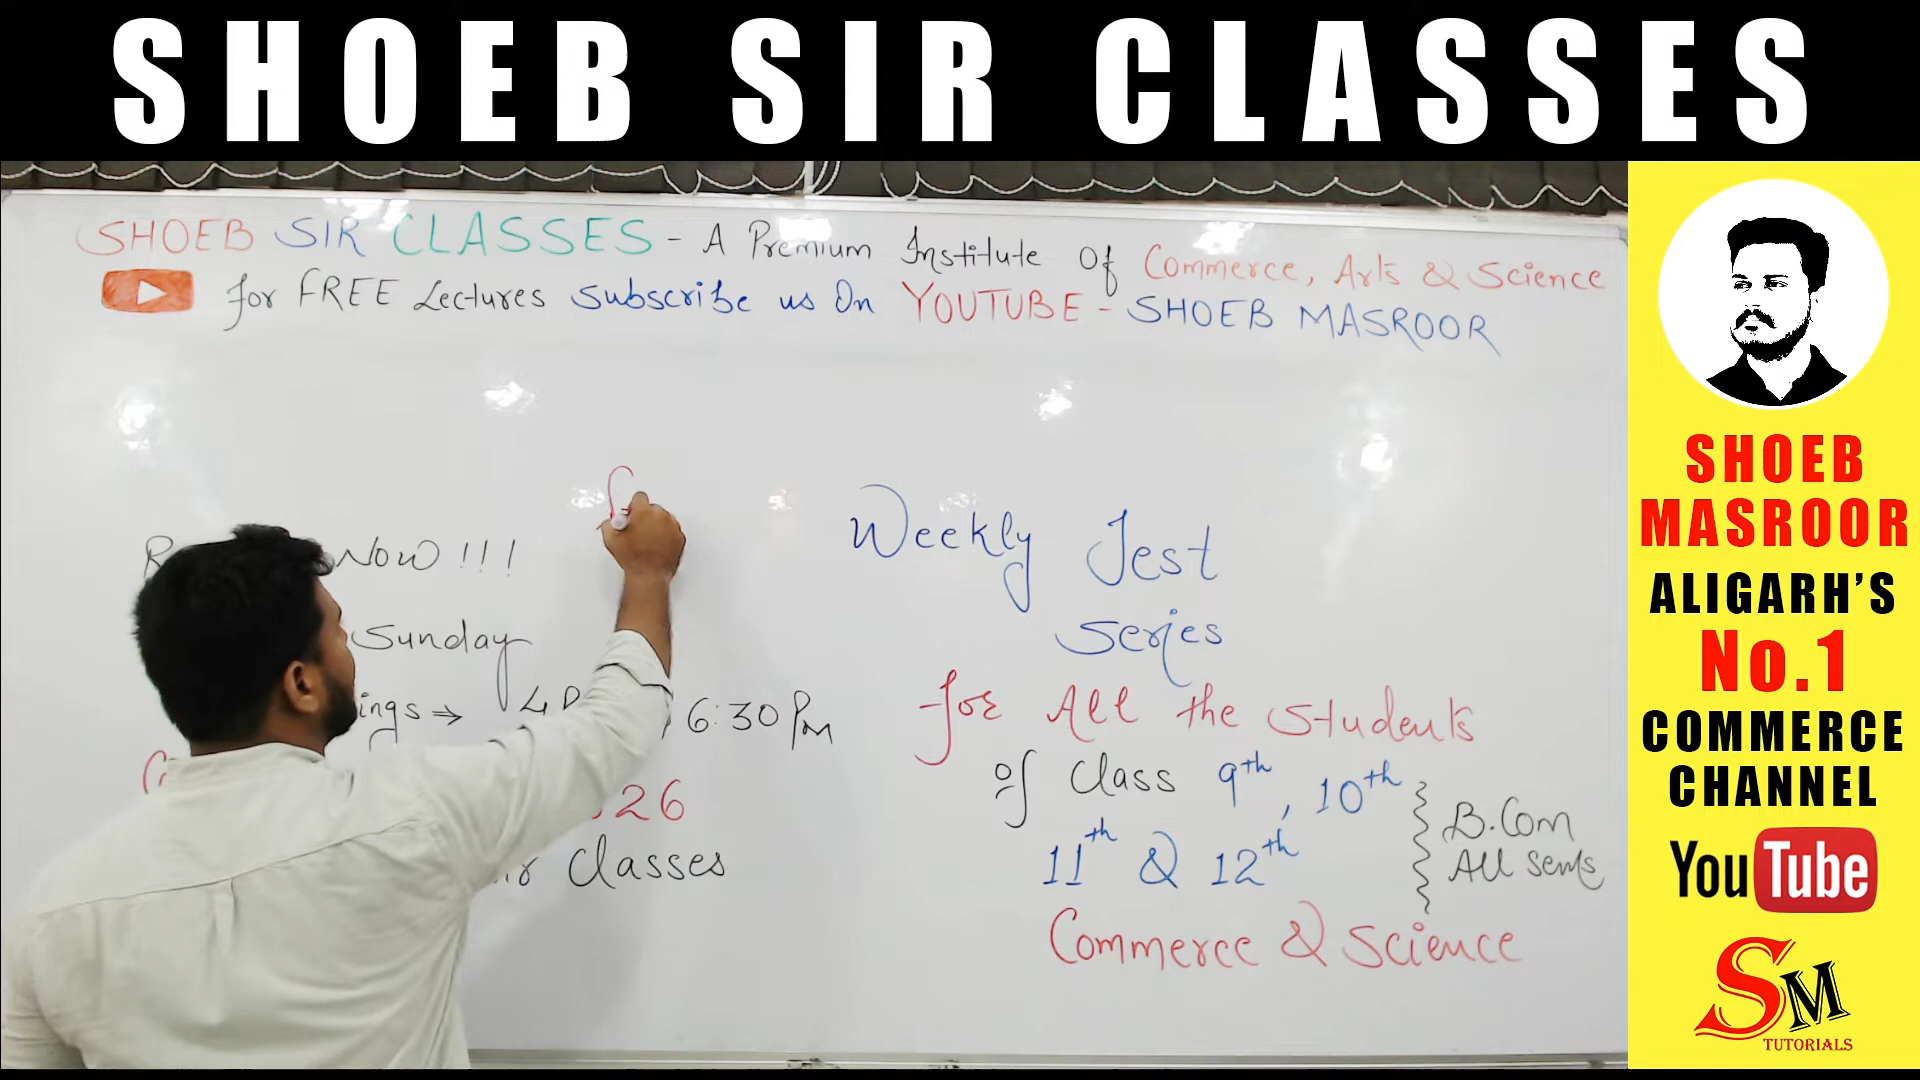 SHOEB SIR CLASSES
SHOEB SIR CLASSES - A Premium Institute Of Commerce, Arts & Science
for FREE Lectures Subscribe us On YOUTUBE - SHOEB MASROOR
Now !!!
Sunday
ings ⇒ 6:30 Pm
26
Classes
Weekly Test
Series
for All the Students
of Class 9th, 10th
11th & 12th
B.Com
All Sems
Commerce & Science
SHOEB
MASROOR
ALIGARH'S
No.1
COMMERCE
CHANNEL
YouTube
SM
TUTORIALS